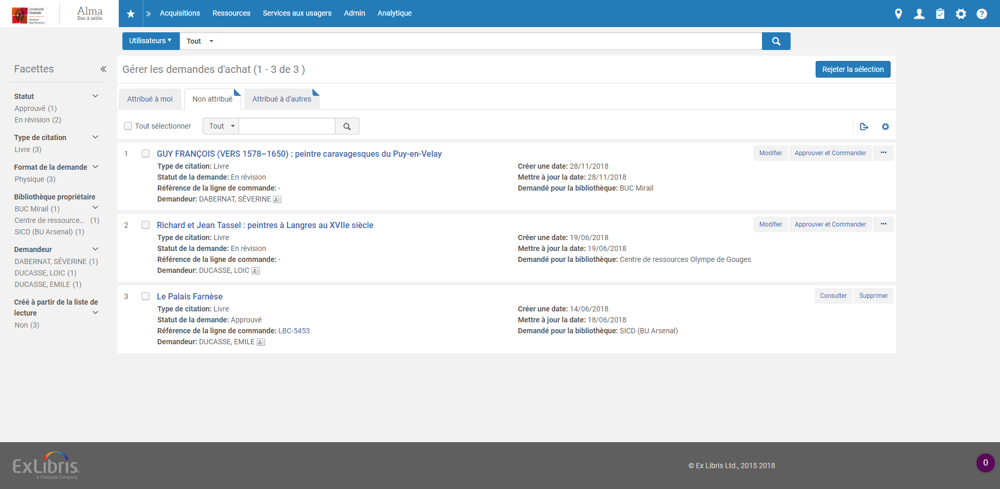 Université
Fédérale
Toulouse
Midi-Pyrénées
Alma
Bac à sable
Acquisitions
Ressources
Services aux usagers
Admin
Analytique
Utilisateurs
Tout
Facettes
Gérer les demandes d'achat (1 - 3 de 3 )
Rejeter la sélection
Statut
Approuvé (1)
En révision (2)
Type de citation
Livre (3)
Format de la demande
Physique (3)
Bibliothèque propriétaire
BUC Mirail (1)
Centre de ressource... (1)
SICD (BU Arsenal) (1)
Demandeur
DABERNAT, SÉVERINE (1)
DUCASSE, LOIC (1)
DUCASSE, EMILE (1)
Créé à partir de la liste de
lecture
Non (3)
Attribué à moi
Non attribué
Attribué à d'autres
Tout sélectionner
Tout
1
GUY FRANÇOIS (VERS 1578–1650) : peintre caravagesques du Puy-en-Velay
Modifier
Approuver et Commander
...
Type de citation: Livre
Créer une date: 28/11/2018
Statut de la demande: En révision
Mettre à jour la date: 28/11/2018
Référence de la ligne de commande: -
Demandé pour la bibliothèque: BUC Mirail
Demandeur: DABERNAT, SÉVERINE
2
Richard et Jean Tassel : peintres à Langres au XVIIe siècle
Modifier
Approuver et Commander
...
Type de citation: Livre
Créer une date: 19/06/2018
Statut de la demande: En révision
Mettre à jour la date: 19/06/2018
Référence de la ligne de commande: -
Demandé pour la bibliothèque: Centre de ressources Olympe de Gouges
Demandeur: DUCASSE, LOIC
3
Le Palais Farnèse
Consulter
Supprimer
Type de citation: Livre
Créer une date: 14/06/2018
Statut de la demande: Approuvé
Mettre à jour la date: 18/06/2018
Référence de la ligne de commande: LBC-5453
Demandé pour la bibliothèque: SICD (BU Arsenal)
Demandeur: DUCASSE, EMILE
ExLibris
a ProQuest Company
© Ex Libris Ltd., 2015 2018
0